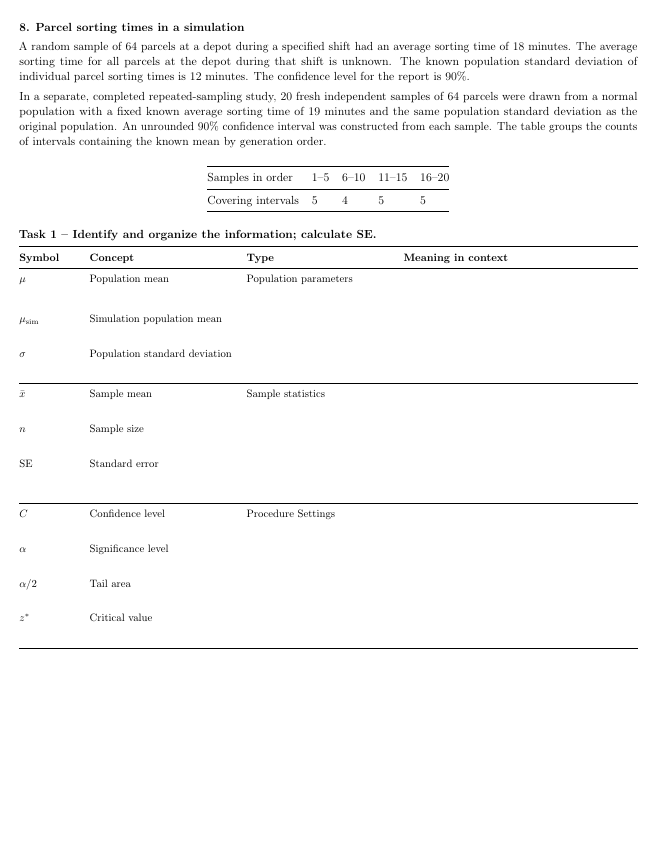 8. Parcel sorting times in a simulation
A random sample of 64 parcels at a depot during a specified shift had an average sorting time of 18 minutes. The average
sorting time for all parcels at the depot during that shift is unknown. The known population standard deviation of
individual parcel sorting times is 12 minutes. The confidence level for the report is 90%.
In a separate, completed repeated-sampling study, 20 fresh independent samples of 64 parcels were drawn from a normal
population with a fixed known average sorting time of 19 minutes and the same population standard deviation as the
original population. An unrounded 90% confidence interval was constructed from each sample. The table groups the counts
of intervals containing the known mean by generation order.
Samples in order 1–5 6–10 11–15 16–20
Covering intervals 5 4 5 5
Task 1 – Identify and organize the information; calculate SE.
Symbol Concept Type Meaning in context
μ Population mean Population parameters
μsim Simulation population mean
σ Population standard deviation
x̄ Sample mean Sample statistics
n Sample size
SE Standard error
C Confidence level Procedure Settings
α Significance level
α/2 Tail area
z* Critical value